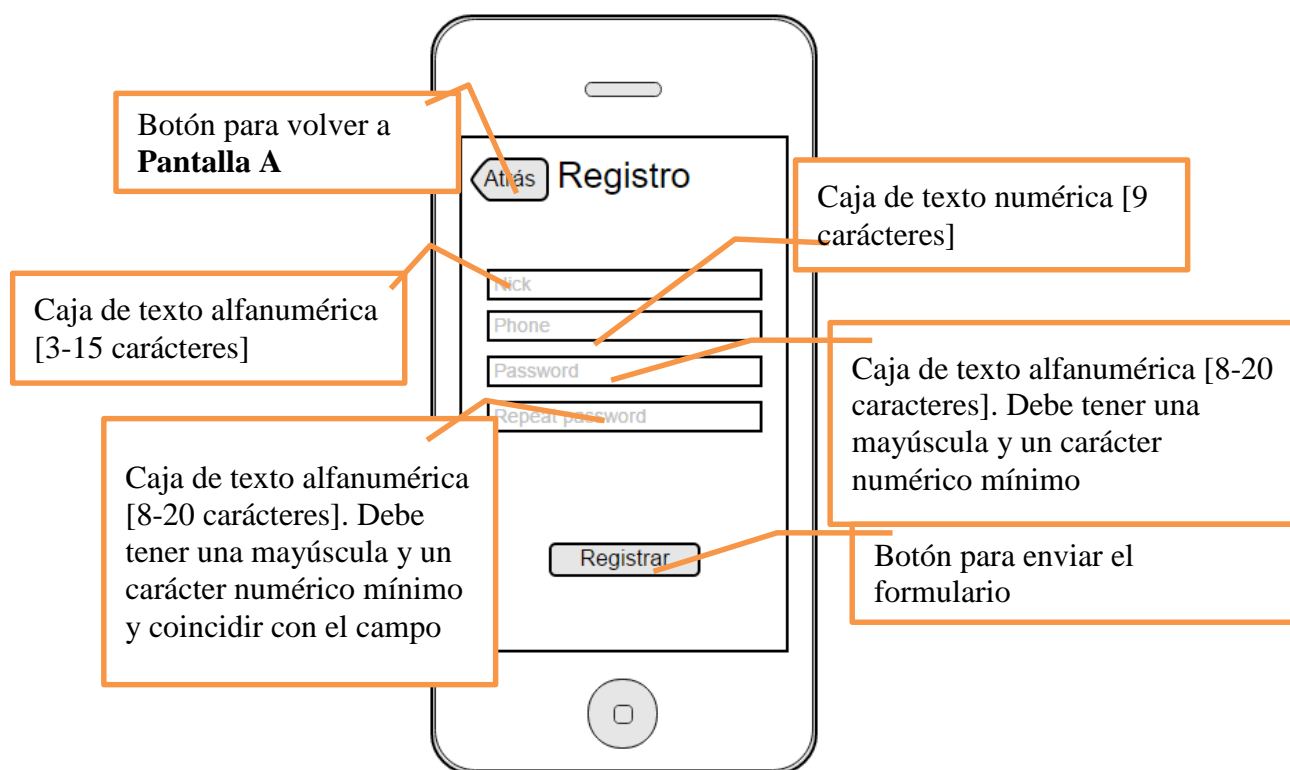 Botón para volver a
Pantalla A
Atrás
Registro
Caja de texto numérica [9
carácteres]
Caja de texto alfanumérica
[3-15 carácteres]
Nick
Phone
Password
Repeat password
Caja de texto alfanumérica [8-20
caracteres]. Debe tener una
mayúscula y un carácter
numérico mínimo
Caja de texto alfanumérica
[8-20 carácteres]. Debe
tener una mayúscula y un
carácter numérico mínimo
y coincidir con el campo
Registrar
Botón para enviar el
formulario